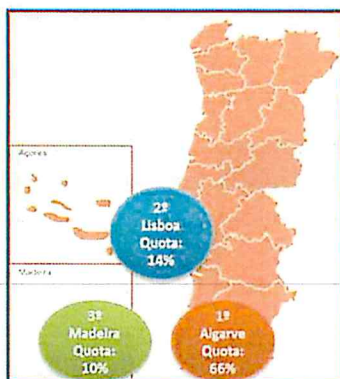 Açores
2º
Lisboa
Quota:
14%
Madeira
3º
Madeira
Quota:
10%
1º
Algarve
Quota:
66%